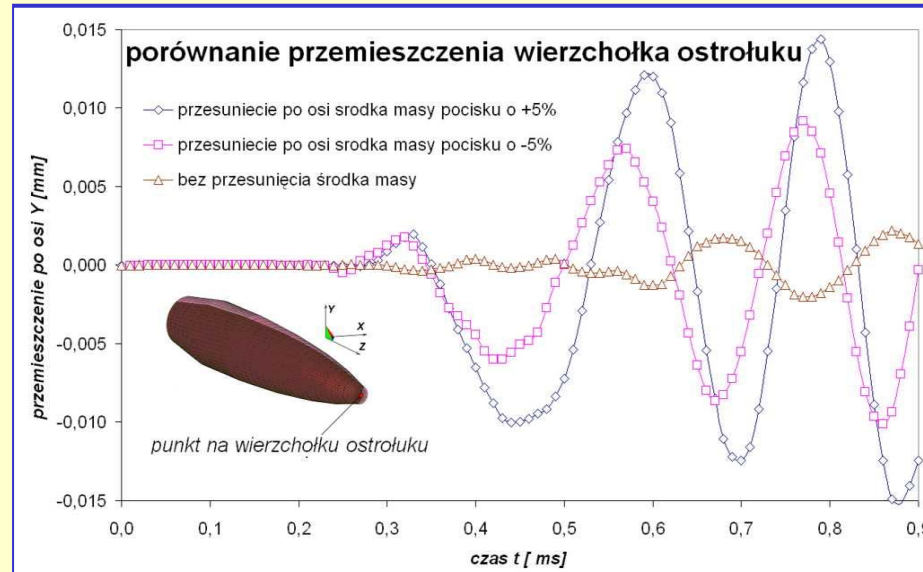 porównanie przemieszczenia wierzchołka ostrołuku
przesuniecie po osi srodka masy pocisku o +5%
przesuniecie po osi srodka masy pocisku o -5%
bez przesunięcia środka masy
przemieszczenie po osi Y [mm]
0,015
0,010
0,005
0,000
-0,005
-0,010
-0,015
Y
X
Z
punkt na wierzchołku ostrołuku
0,0 0,1 0,2 0,3 0,4 0,5 0,6 0,7 0,8 0,9
czas t [ ms]